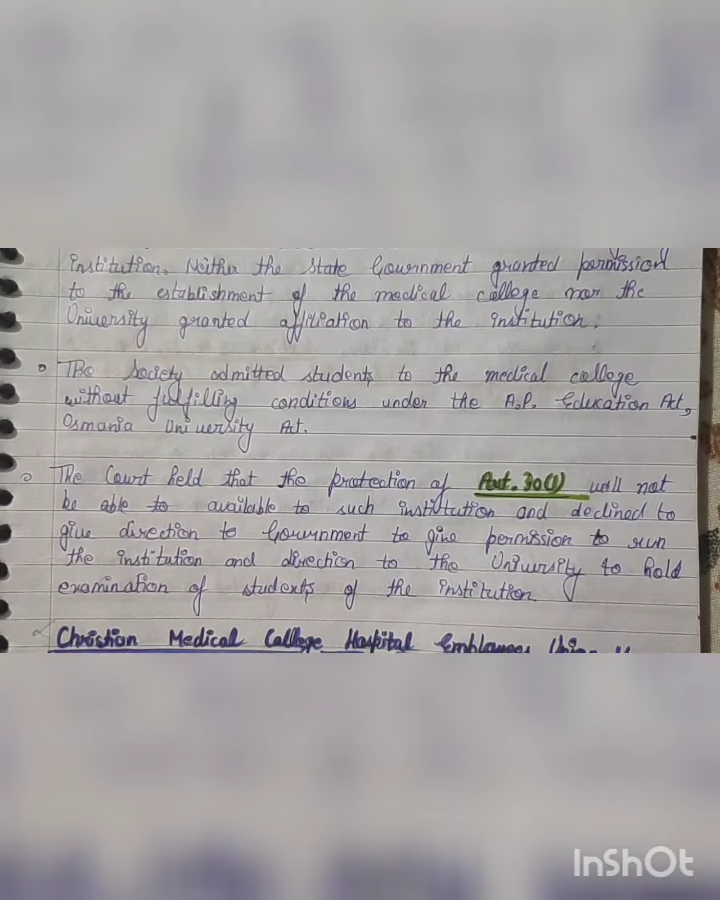 institution. Neither the State Government granted permission
to the establishment of the medical college nor the
University granted affiliation to the institution.
The Society admitted students to the medical college
without fulfilling conditions under the A.P. Education Act,
Osmania University Act.
The Court held that the protection of Art. 30(1) will not
be able to available to such institution and declined to
give direction to Government to give permission to run
the institution and direction to the University to hold
examination of students of the institution.
Christian Medical College Hospital Employees Union v.
InShOt